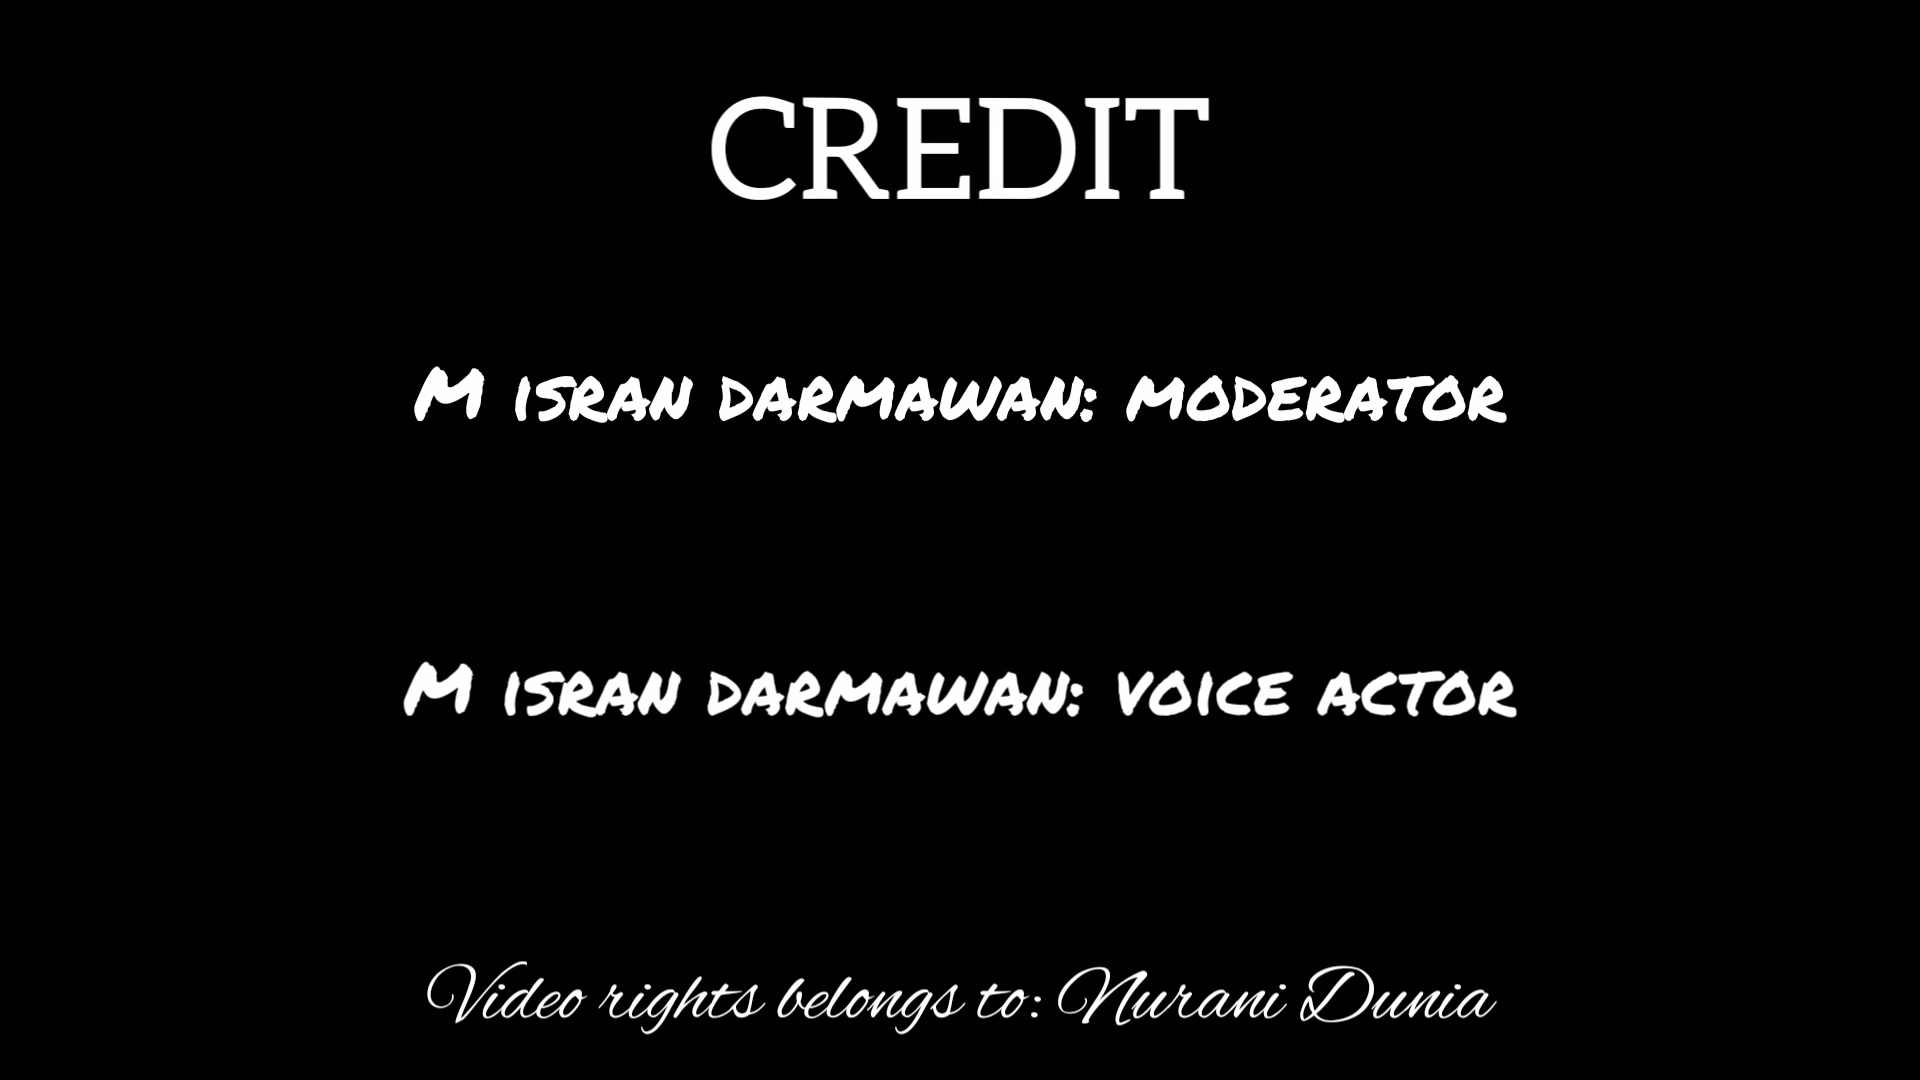 CREDIT
M ISRAN DARMAWAN: MODERATOR
M ISRAN DARMAWAN: VOICE ACTOR
Video rights belongs to: Nurani Dunia